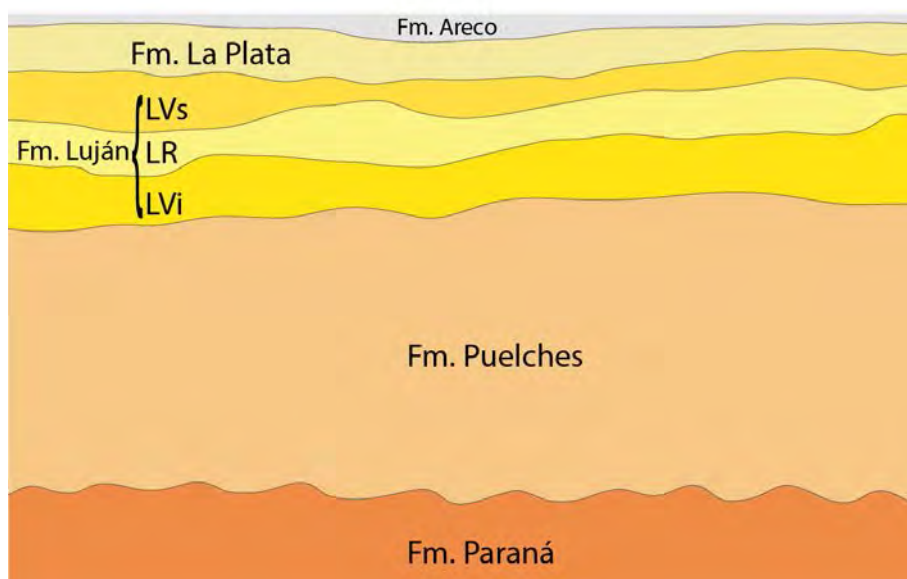 Fm. Areco
Fm. La Plata
LVs
Fm. Luján
LR
LVi
Fm. Puelches
Fm. Paraná